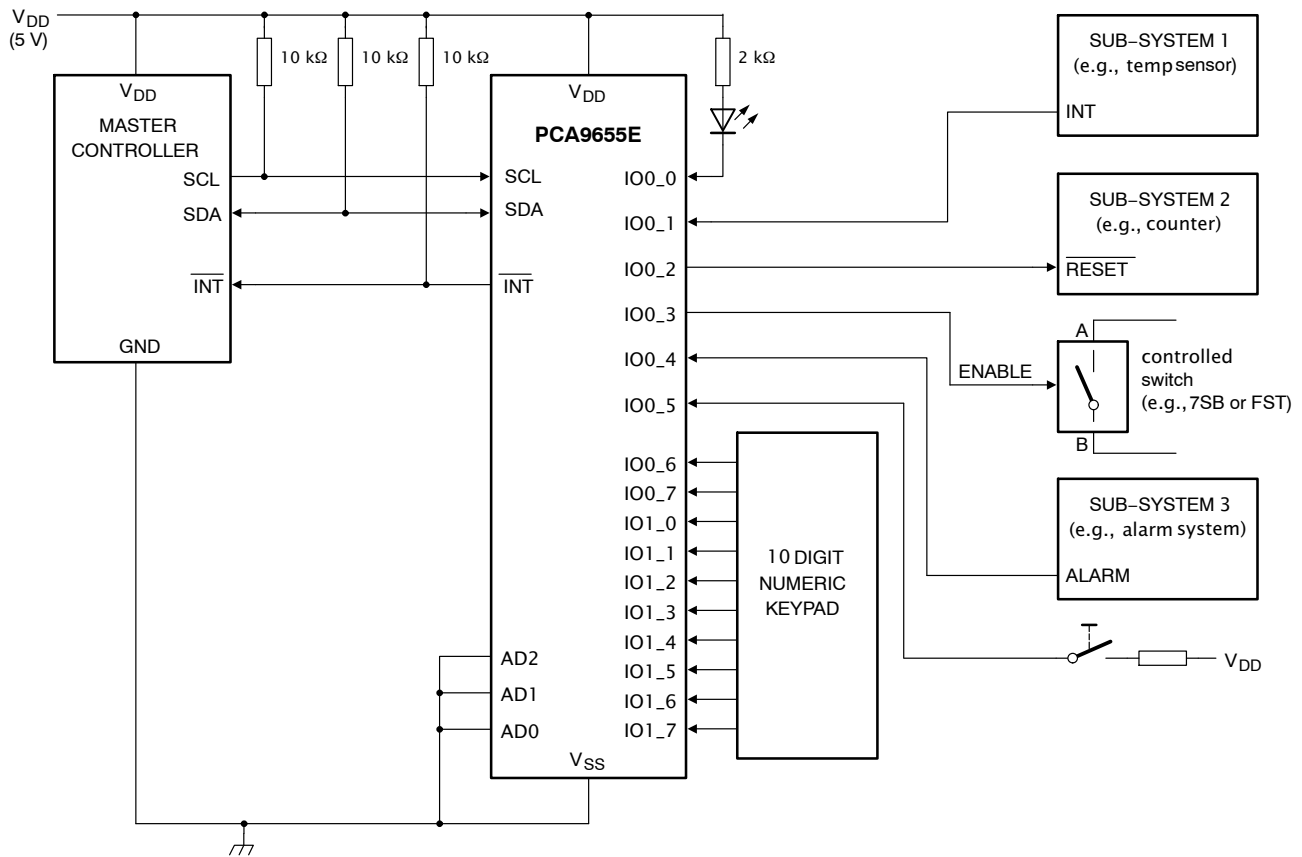 VDD
(5 V)
10 kΩ
10 kΩ
10 kΩ
2 kΩ
VDD
MASTER
CONTROLLER
SCL
SDA
INT
GND
VDD
PCA9655E
SCL
SDA
INT
AD2
AD1
AD0
VSS
IO0_0
IO0_1
IO0_2
IO0_3
IO0_4
IO0_5
IO0_6
IO0_7
IO1_0
IO1_1
IO1_2
IO1_3
IO1_4
IO1_5
IO1_6
IO1_7
10 DIGIT
NUMERIC
KEYPAD
SUB−SYSTEM 1
(e.g., temp sensor)
INT
SUB−SYSTEM 2
(e.g., counter)
RESET
A
ENABLE
B
controlled
switch
(e.g., 7SB or FST)
SUB−SYSTEM 3
(e.g., alarm system)
ALARM
VDD